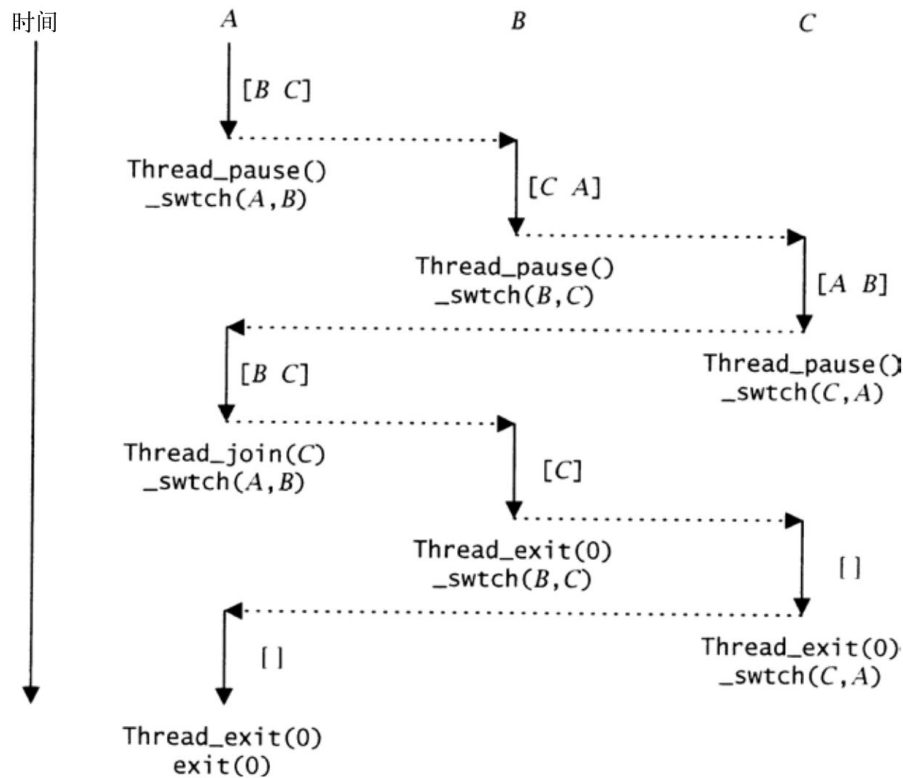 时间
A
B
C
[B C]
Thread_pause()
_swtch(A,B)
[C A]
Thread_pause()
_swtch(B,C)
[A B]
Thread_pause()
_swtch(C,A)
[B C]
Thread_join(C)
_swtch(A,B)
[C]
Thread_exit(0)
_swtch(B,C)
[]
Thread_exit(0)
_swtch(C,A)
[]
Thread_exit(0)
exit(0)